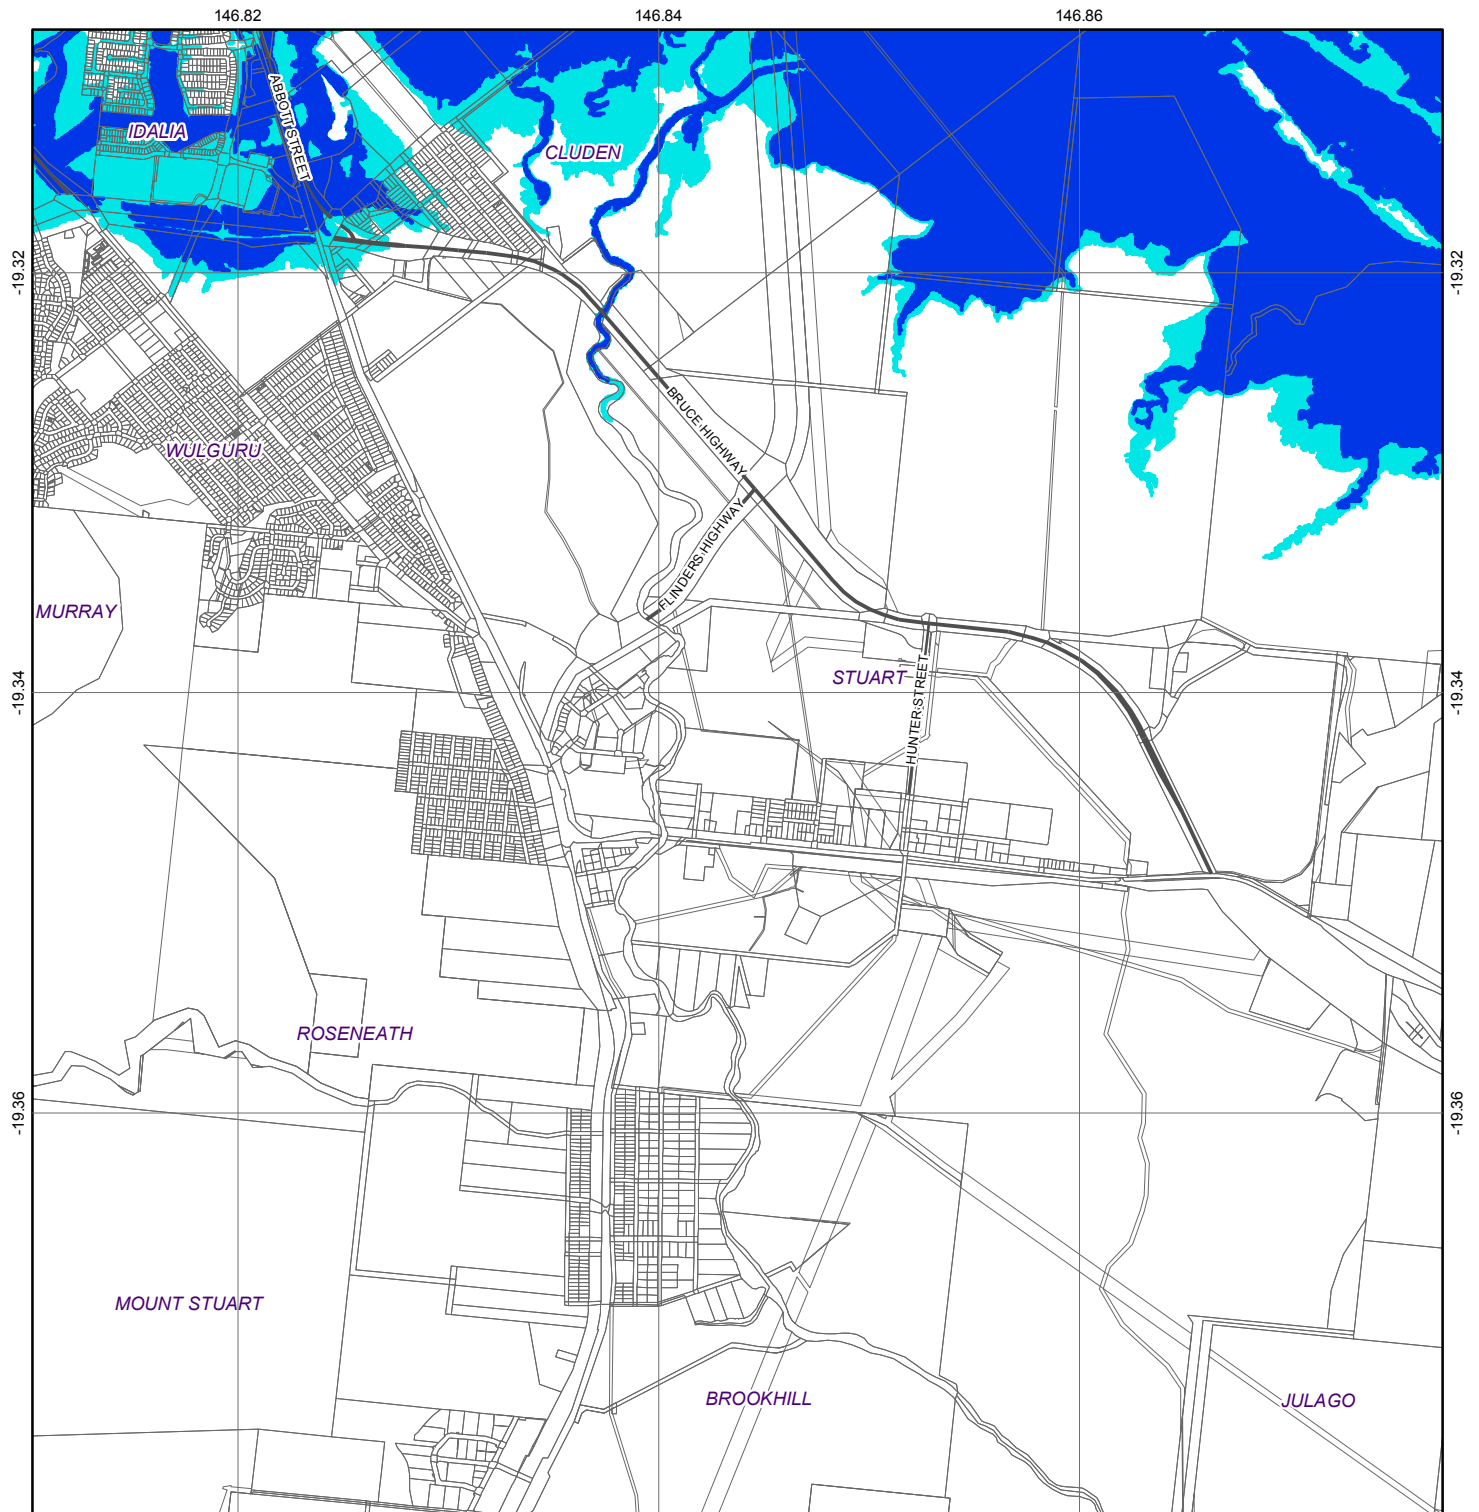 146.82
146.84
146.86
ABBOTT STREET
IDALIA
CLUDEN
-19.32
-19.32
BRUCE HIGHWAY
WULGURU
FLINDERS HIGHWAY
MURRAY
STUART
HUNTER STREET
-19.34
-19.34
ROSENEATH
-19.36
-19.36
MOUNT STUART
BROOKHILL
JULAGO